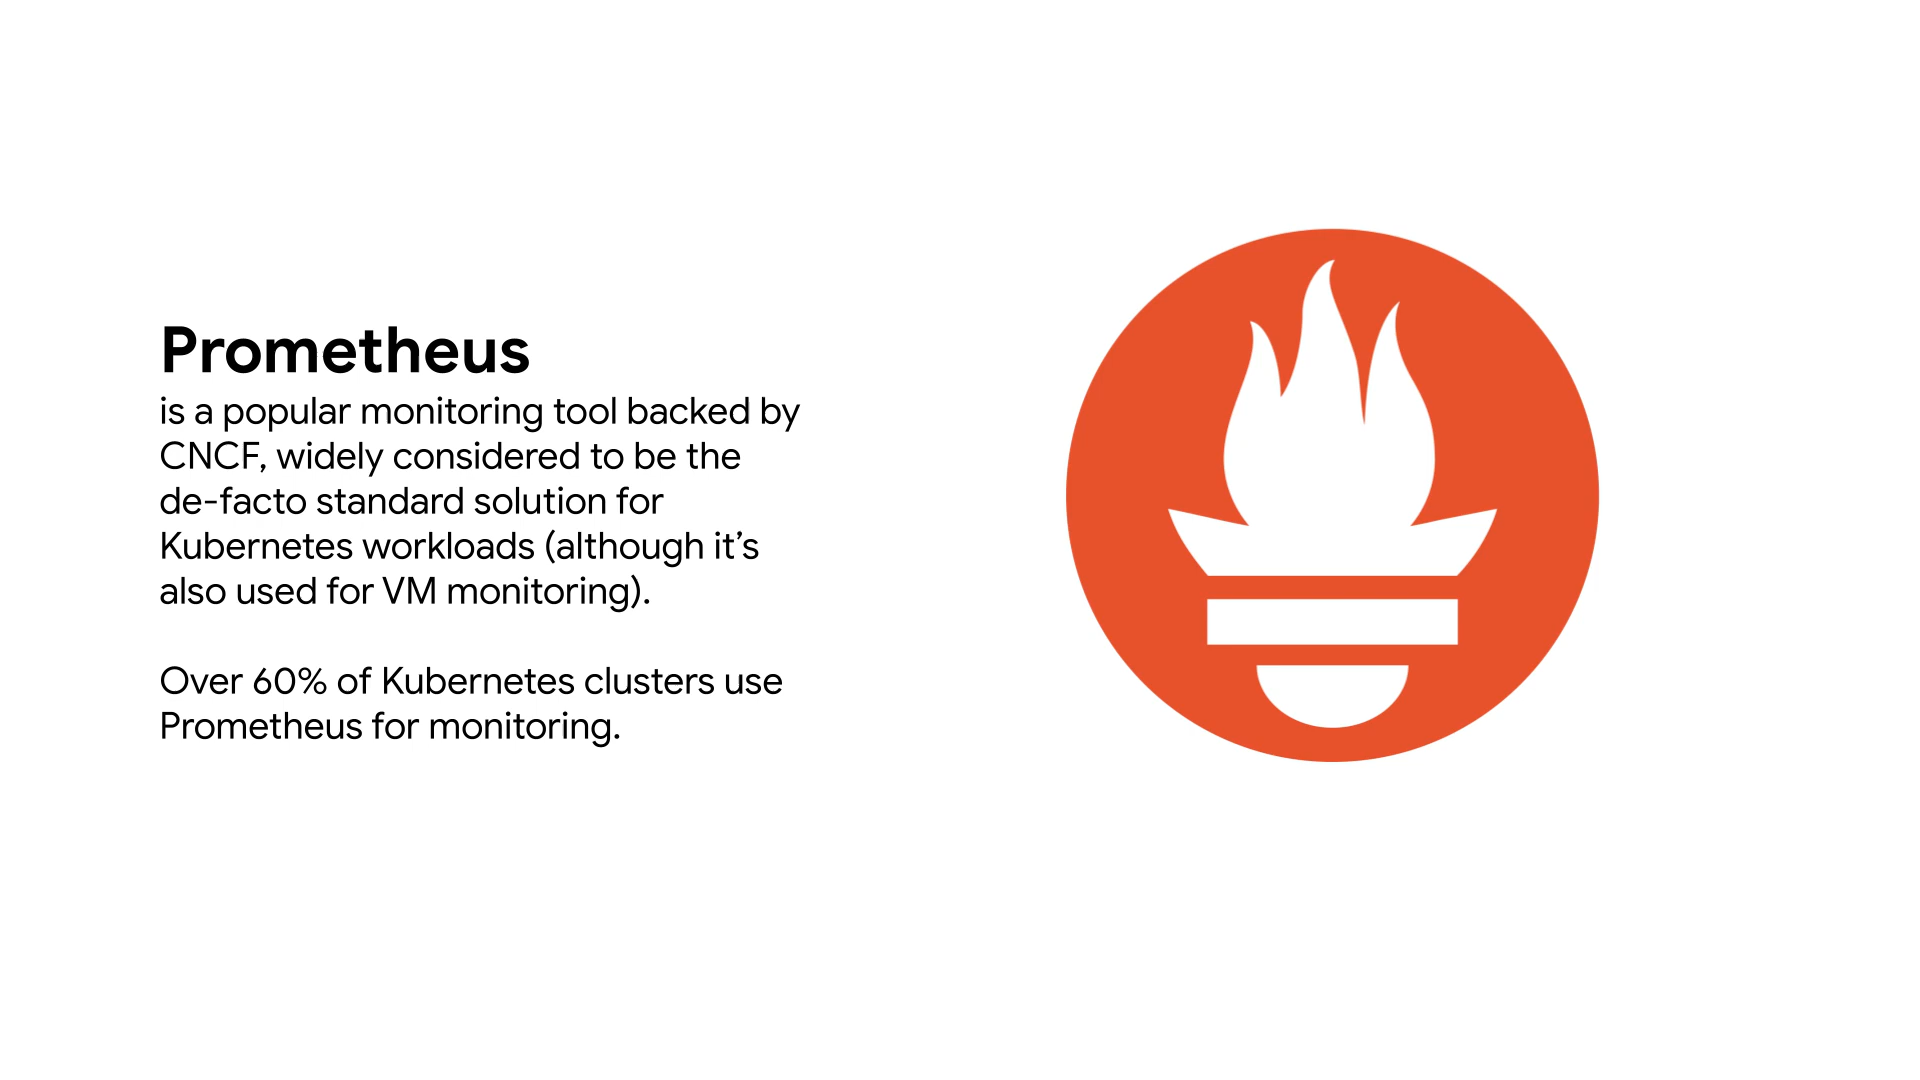 Prometheus
is a popular monitoring tool backed by
CNCF, widely considered to be the
de-facto standard solution for
Kubernetes workloads (although it’s
also used for VM monitoring).
Over 60% of Kubernetes clusters use
Prometheus for monitoring.